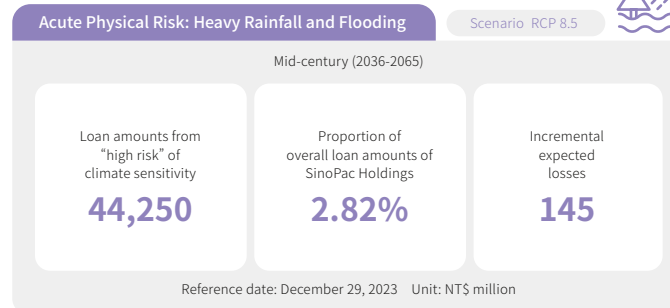 Acute Physical Risk: Heavy Rainfall and Flooding
Scenario RCP 8.5
Mid-century (2036-2065)
Loan amounts from
“high risk” of
climate sensitivity
44,250
Proportion of
overall loan amounts of
SinoPac Holdings
2.82%
Incremental
expected
losses
145
Reference date: December 29, 2023 Unit: NT$ million